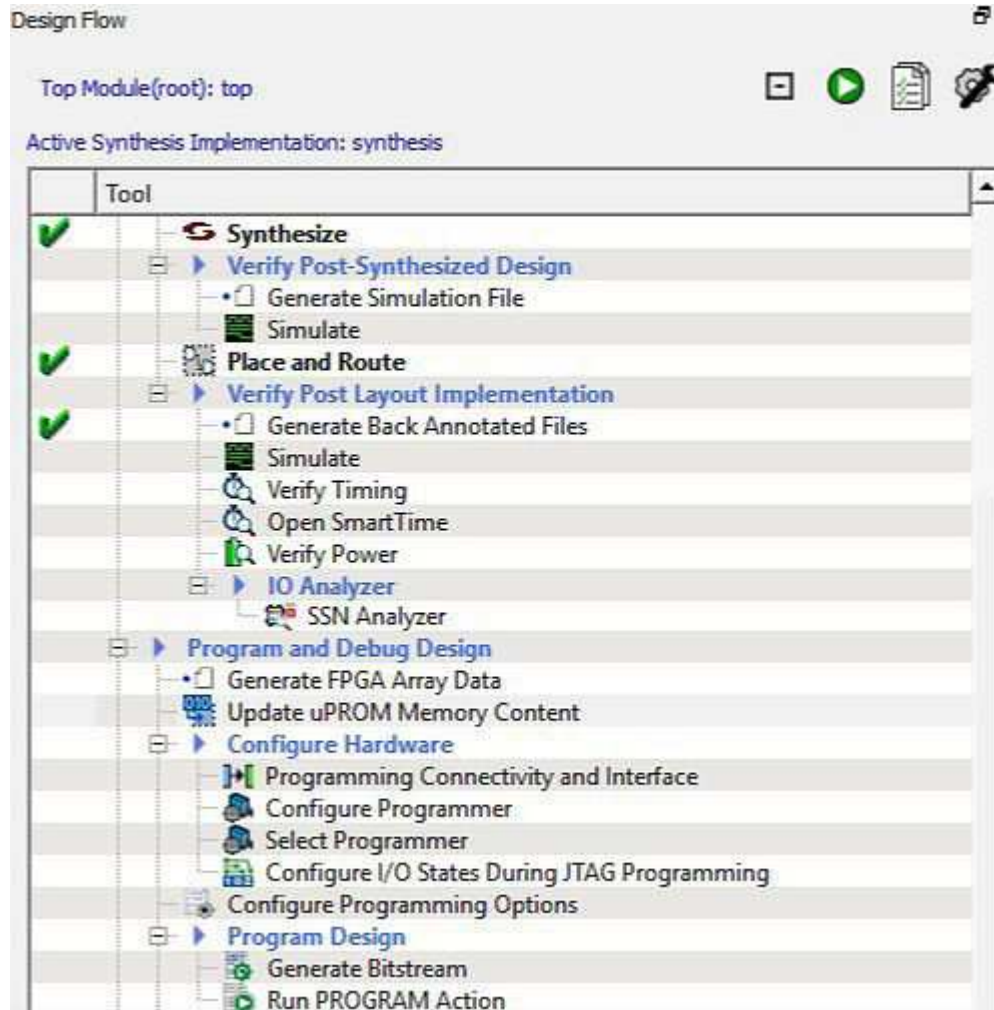 Design Flow
Top Module(root): top
Active Synthesis Implementation: synthesis
Tool
Synthesize
Verify Post-Synthesized Design
Generate Simulation File
Simulate
Place and Route
Verify Post Layout Implementation
Generate Back Annotated Files
Simulate
Verify Timing
Open SmartTime
Verify Power
IO Analyzer
SSN Analyzer
Program and Debug Design
Generate FPGA Array Data
Update uPROM Memory Content
Configure Hardware
Programming Connectivity and Interface
Configure Programmer
Select Programmer
Configure I/O States During JTAG Programming
Configure Programming Options
Program Design
Generate Bitstream
Run PROGRAM Action